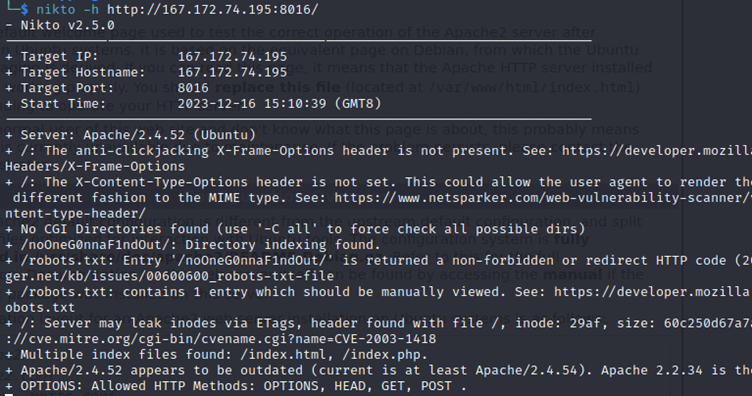 └─$ nikto -h http://167.172.74.195:8016/
- Nikto v2.5.0
+ Target IP: 167.172.74.195
+ Target Hostname: 167.172.74.195
+ Target Port: 8016
+ Start Time: 2023-12-16 15:10:39 (GMT8)
+ Server: Apache/2.4.52 (Ubuntu)
+ /: The anti-clickjacking X-Frame-Options header is not present. See: https://developer.mozilla
Headers/X-Frame-Options
+ /: The X-Content-Type-Options header is not set. This could allow the user agent to render the
different fashion to the MIME type. See: https://www.netsparker.com/web-vulnerability-scanner/
ntent-type-header/
+ No CGI Directories found (use '-C all' to force check all possible dirs)
+ /noOneG0nnaF1ndOut/: Directory indexing found.
+ /robots.txt: Entry '/noOneG0nnaF1ndOut/' is returned a non-forbidden or redirect HTTP code (20
ger.net/kb/issues/00600600_robots-txt-file
+ /robots.txt: contains 1 entry which should be manually viewed. See: https://developer.mozilla
obots.txt
+ /: Server may leak inodes via ETags, header found with file /, inode: 29af, size: 60c250d67a7a
://cve.mitre.org/cgi-bin/cvename.cgi?name=CVE-2003-1418
+ Multiple index files found: /index.html, /index.php.
+ Apache/2.4.52 appears to be outdated (current is at least Apache/2.4.54). Apache 2.2.34 is the
+ OPTIONS: Allowed HTTP Methods: OPTIONS, HEAD, GET, POST .